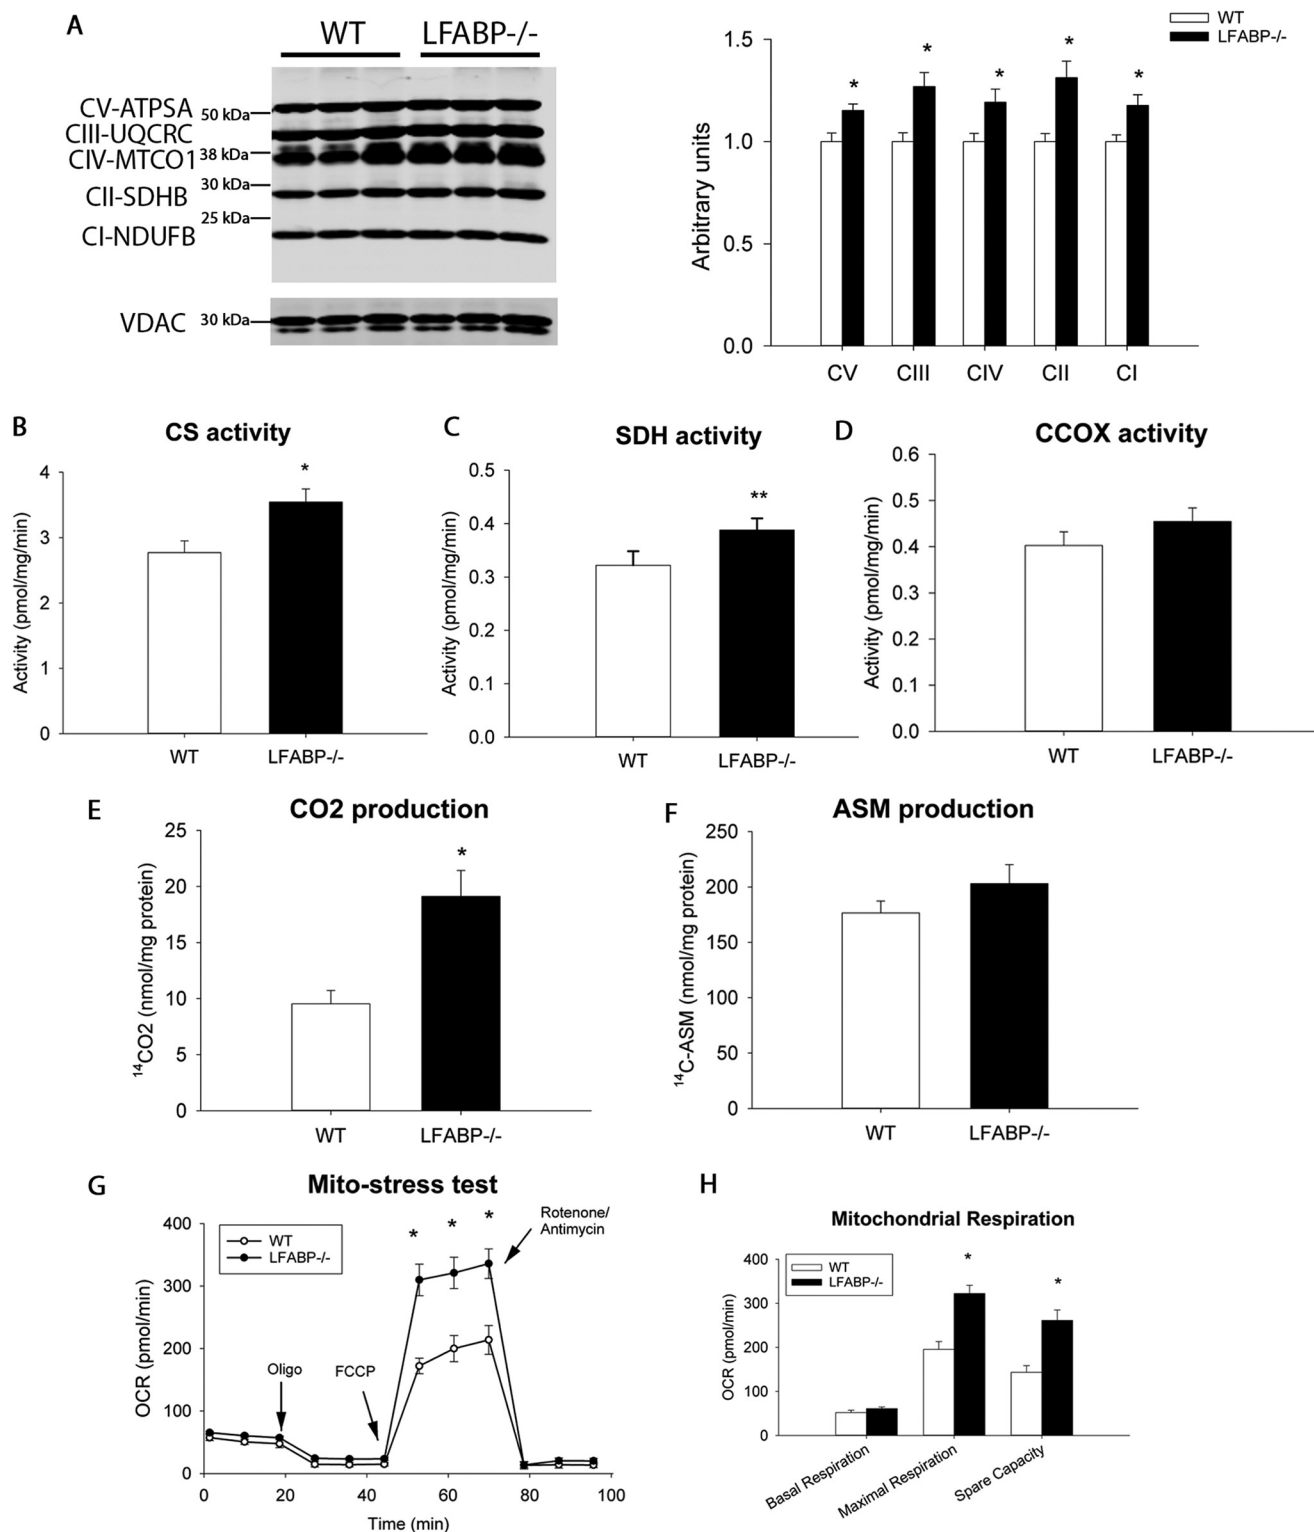 A
WT LFABP-/-
CV-ATPSA
50 kDa
CIII-UQCRC
CIV-MTCO1
38 kDa
30 kDa
CII-SDHB
25 kDa
CI-NDUFB
VDAC
30 kDa
WT
LFABP-/-
Arbitrary units
1.5
1.0
0.5
0.0
* * * * *
CV CIII CIV CII CI
B
CS activity
Activity (pmol/mg/min)
4
3
2
1
0
*
WT LFABP-/-
C
SDH activity
Activity (pmol/mg/min)
0.5
0.4
0.3
0.2
0.1
0.0
**
WT LFABP-/-
D
CCOX activity
Activity (pmol/mg/min)
0.6
0.5
0.4
0.3
0.2
0.1
0.0
WT LFABP-/-
E
CO2 production
14CO2 (nmol/mg protein)
25
20
15
10
5
0
*
WT LFABP-/-
F
ASM production
14C-ASM (nmol/mg protein)
250
200
150
100
50
0
WT LFABP-/-
G
Mito-stress test
OCR (pmol/min)
400
300
200
100
0
WT
LFABP-/-
* * *
Rotenone/
Antimycin
Oligo
FCCP
0 20 40 60 80 100
Time (min)
H
Mitochondrial Respiration
OCR (pmol/min)
400
300
200
100
0
WT
LFABP-/-
* *
Basal Respiration
Maximal Respiration
Spare Capacity